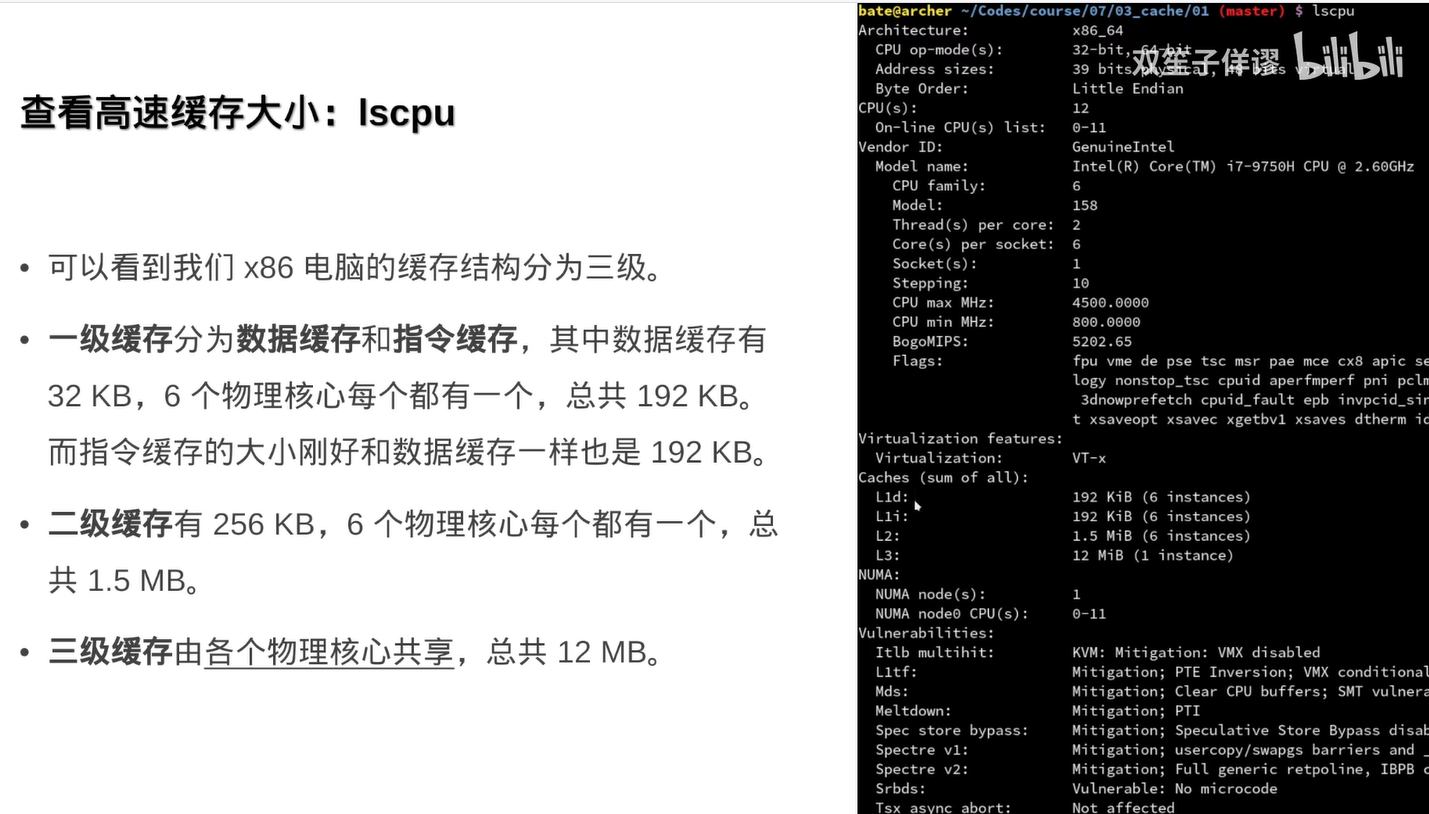 查看高速缓存大小：lscpu
• 可以看到我们 x86 电脑的缓存结构分为三级。
• 一级缓存分为数据缓存和指令缓存，其中数据缓存有
32 KB，6 个物理核心每个都有一个，总共 192 KB。
而指令缓存的大小刚好和数据缓存一样也是 192 KB。
• 二级缓存有 256 KB，6 个物理核心每个都有一个，总
共 1.5 MB。
• 三级缓存由各个物理核心共享，总共 12 MB。
bate@archer ~/Codes/course/07/03_cache/01 (master) $ lscpu
Architecture: x86_64
CPU op-mode(s): 32-bit, 64-bit
双笙子佯谬 bilibili
Address sizes: 39 bits physical, 48 bits virtual
Byte Order: Little Endian
CPU(s): 12
On-line CPU(s) list: 0-11
Vendor ID: GenuineIntel
Model name: Intel(R) Core(TM) i7-9750H CPU @ 2.60GHz
CPU family: 6
Model: 158
Thread(s) per core: 2
Core(s) per socket: 6
Socket(s): 1
Stepping: 10
CPU max MHz: 4500.0000
CPU min MHz: 800.0000
BogoMIPS: 5202.65
Flags: fpu vme de pse tsc msr pae mce cx8 apic se
logy nonstop_tsc cpuid aperfmperf pni pclm
3dnowprefetch cpuid_fault epb invpcid_sin
t xsaveopt xsavec xgetbv1 xsaves dtherm id
Virtualization features:
Virtualization: VT-x
Caches (sum of all):
L1d: 192 KiB (6 instances)
L1i: 192 KiB (6 instances)
L2: 1.5 MiB (6 instances)
L3: 12 MiB (1 instance)
NUMA:
NUMA node(s): 1
NUMA node0 CPU(s): 0-11
Vulnerabilities:
Itlb multihit: KVM: Mitigation: VMX disabled
L1tf: Mitigation; PTE Inversion; VMX conditional
Mds: Mitigation; Clear CPU buffers; SMT vulnera
Meltdown: Mitigation; PTI
Spec store bypass: Mitigation; Speculative Store Bypass disab
Spectre v1: Mitigation; usercopy/swapgs barriers and _
Spectre v2: Mitigation; Full generic retpoline, IBPB c
Srbds: Vulnerable: No microcode
Tsx async abort: Not affected